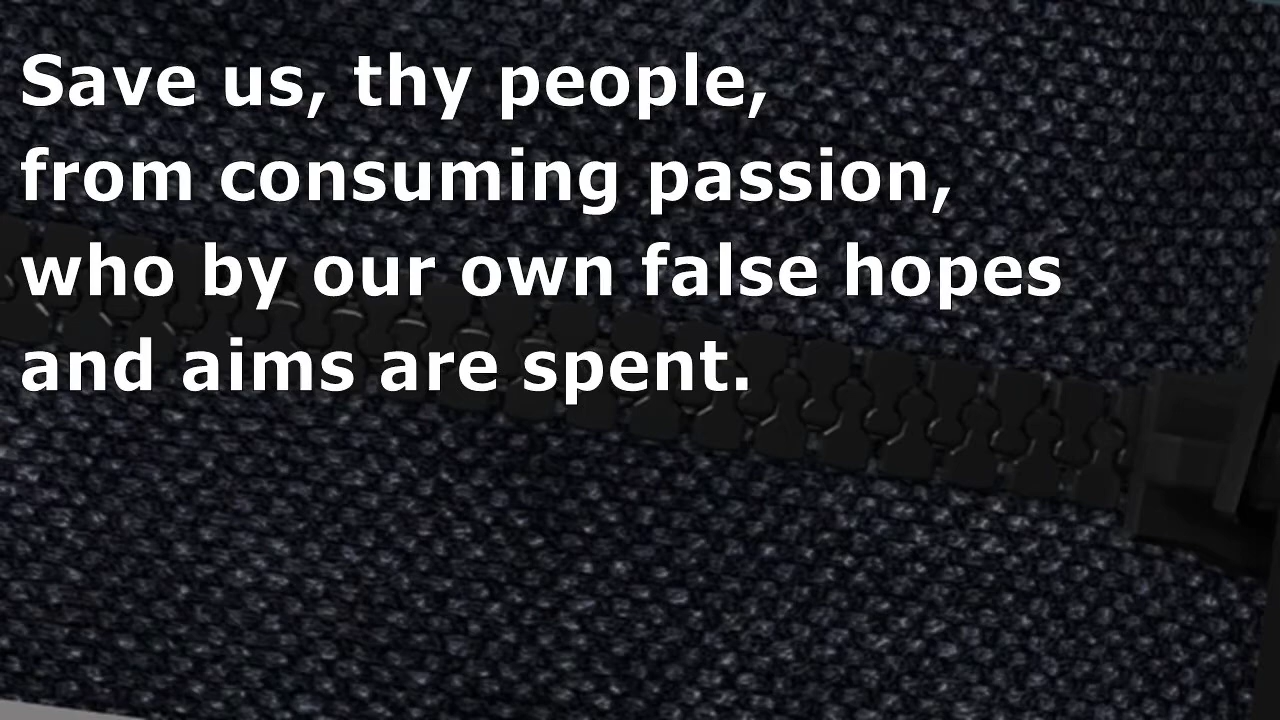 Save us, thy people,
from consuming passion,
who by our own false hopes
and aims are spent.